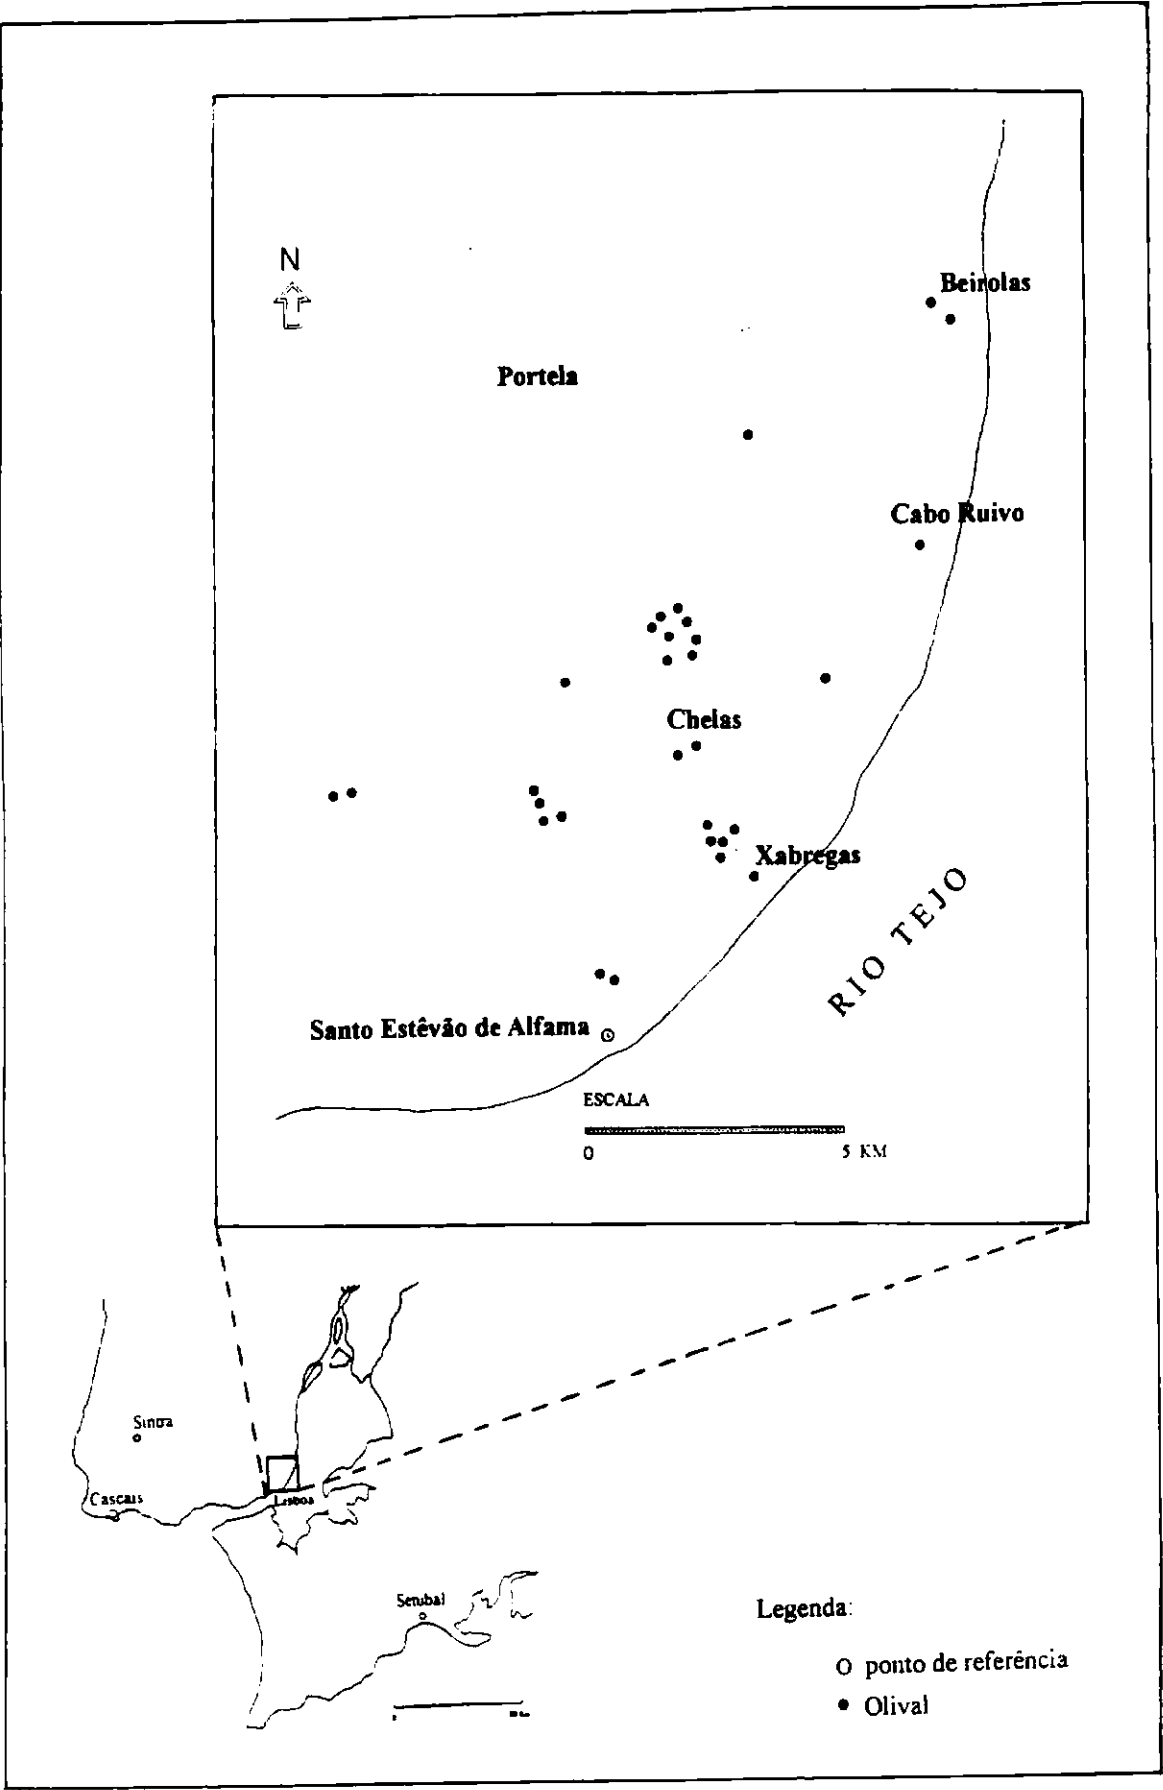 N
Beirolas
Portela
Cabo Ruivo
Chelas
Xabregas
RIO TEJO
Santo Estêvão de Alfama
ESCALA
0 5 KM
Sintra
Cascais
Lisboa
Setubal
Legenda:
O ponto de referência
● Olival